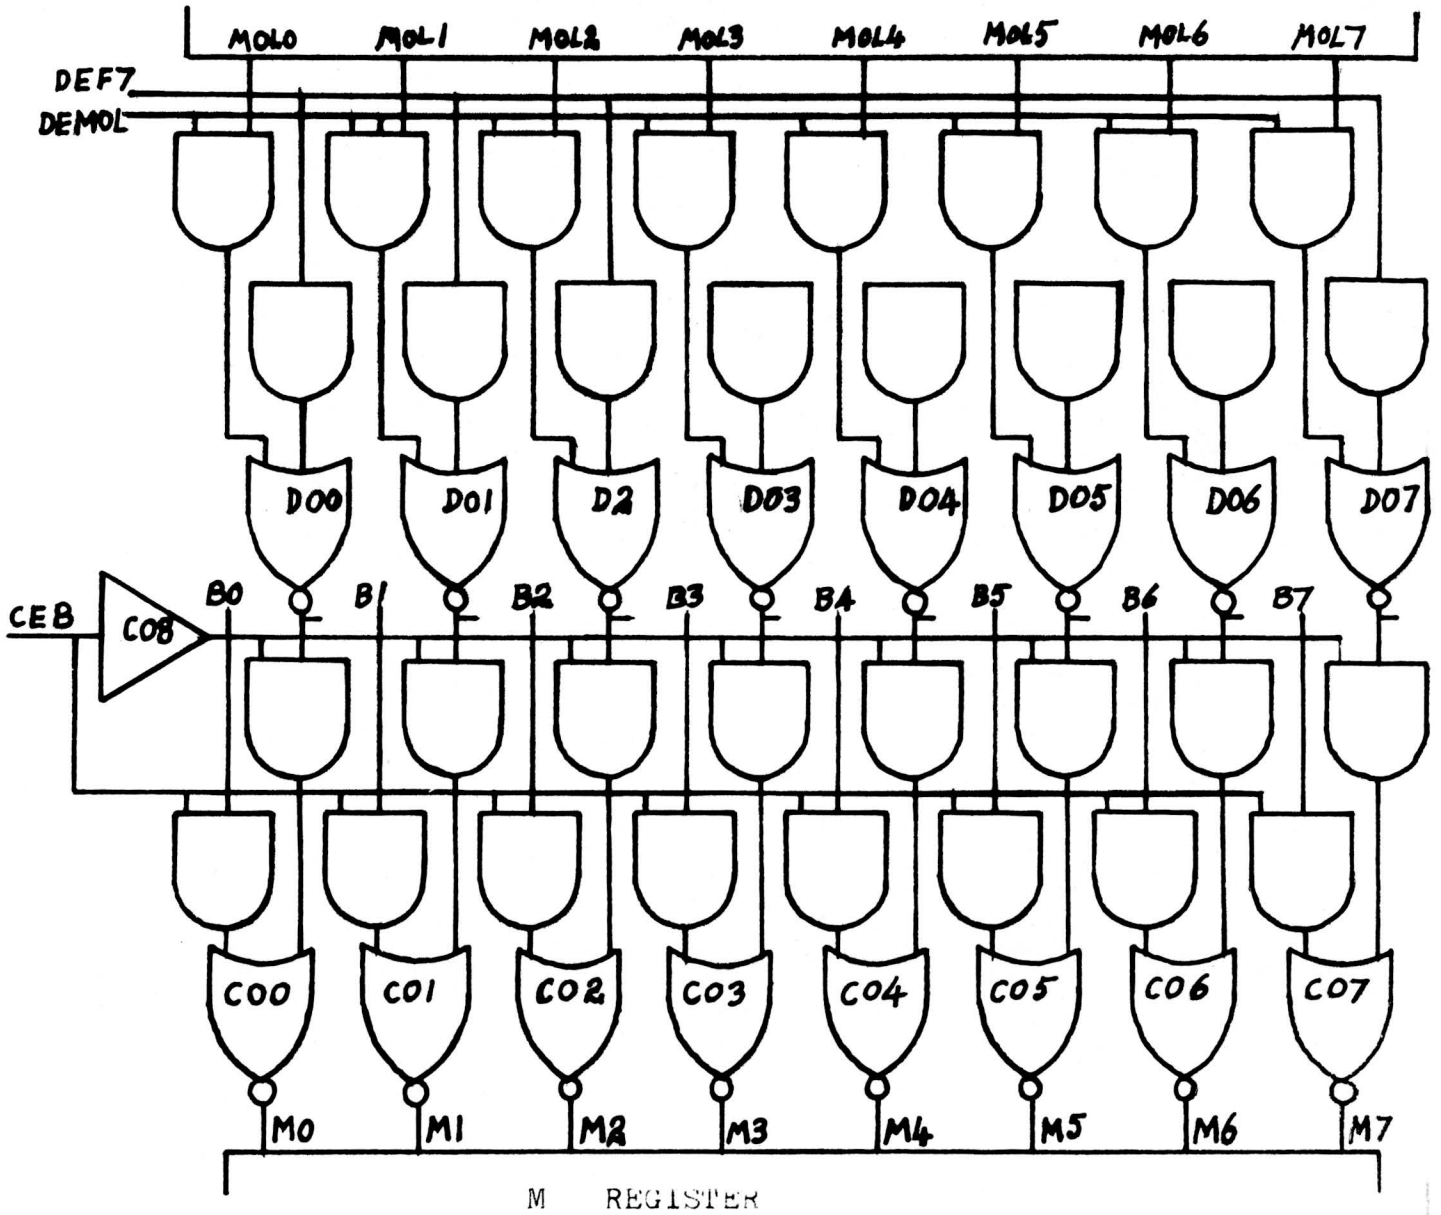 MOL0 MOL1 MOL2 MOL3 MOL4 MOL5 MOL6 MOL7
DEF7
DEMOL
D00 D01 D2 D03 D04 D05 D06 D07
CEB C08 B0 B1 B2 B3 B4 B5 B6 B7
C00 C01 C02 C03 C04 C05 C06 C07
M0 M1 M2 M3 M4 M5 M6 M7
M REGISTER